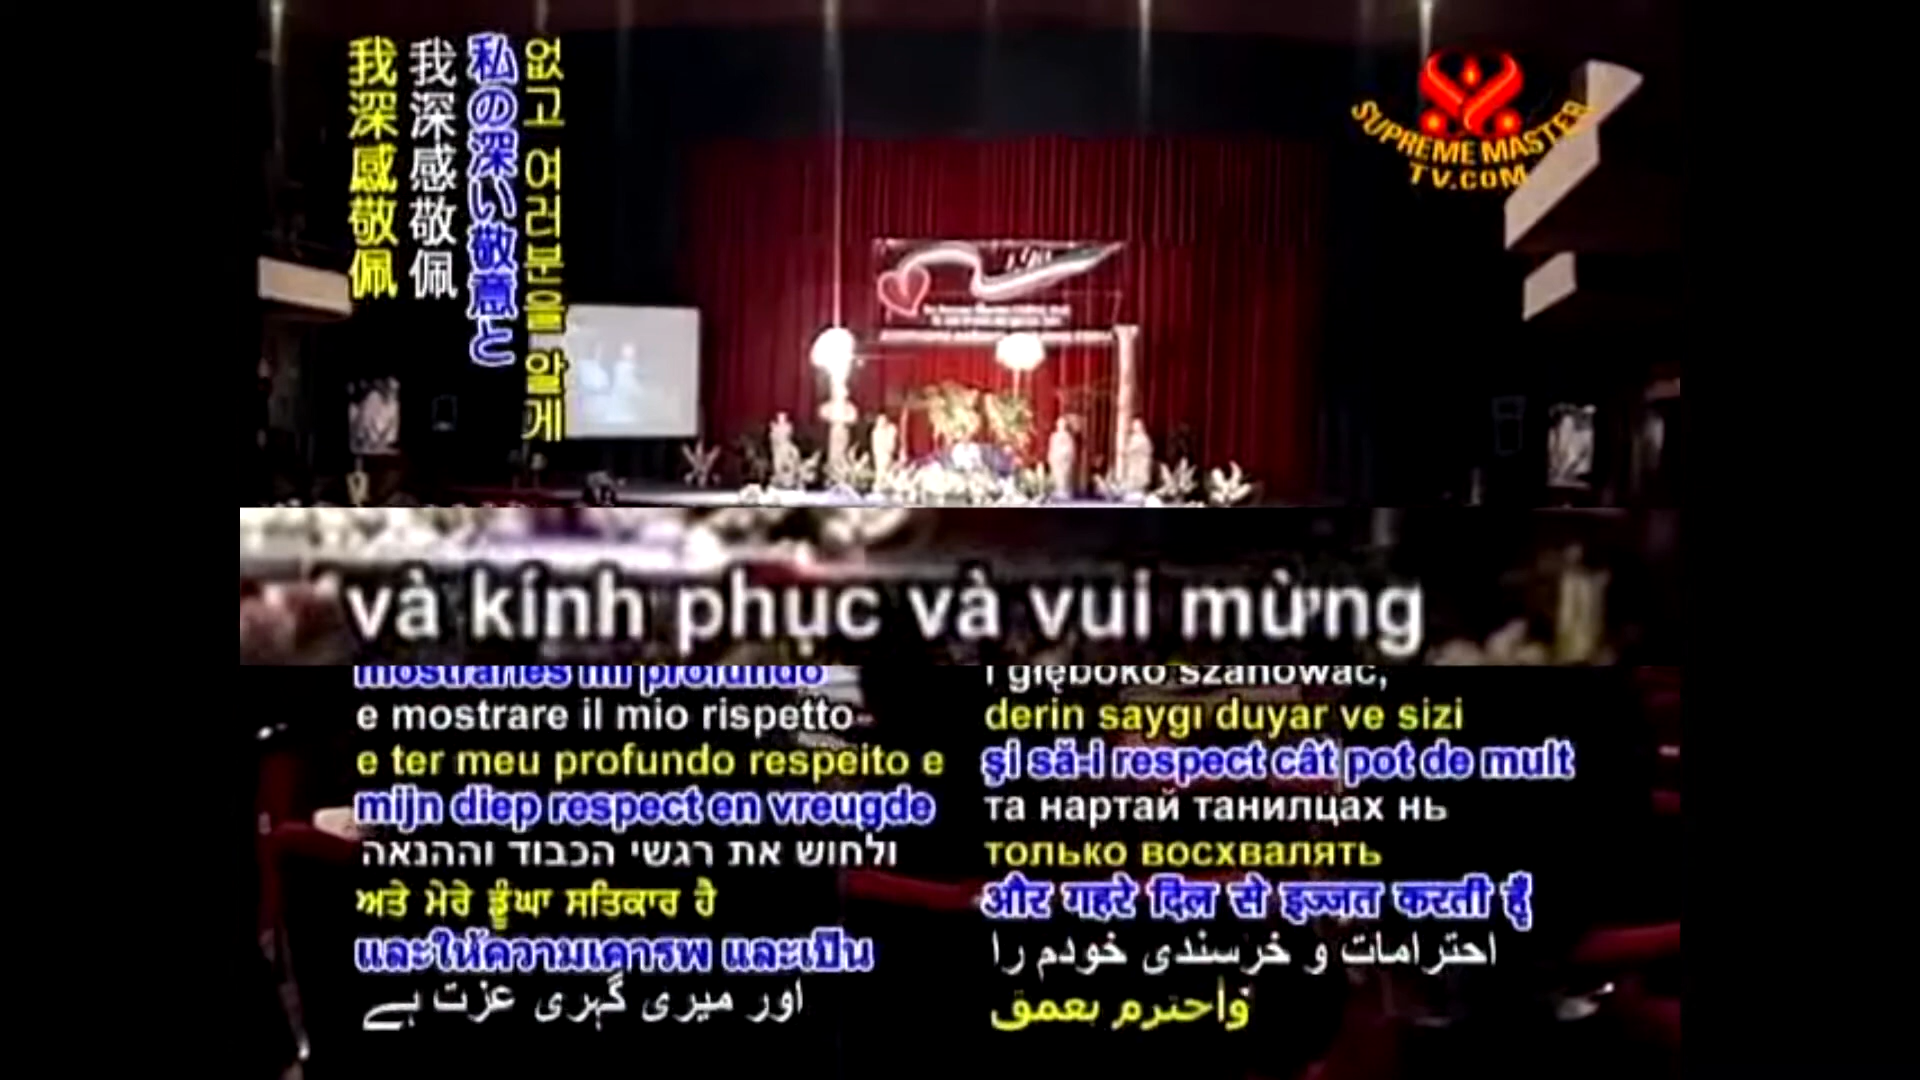 我深感敬佩
我深感敬佩
私の深い敬意と
없고 여러분을 알게
SUPREME MASTER
TV.COM
và kính phục và vui mừng
mostrarles mi profundo
e mostrare il mio rispetto
e ter meu profundo respeito e
mijn diep respect en vreugde
ולחוש את רגשי הכבוד וההנאה
ਅਤੇ ਮੇਰੇ ਡੂੰਘਾ ਸਤਿਕਾਰ ਹੈ
และให้ความเคารพ และเป็น
اور میری گہری عزت ہے
i głęboko szanować,
derin saygı duyar ve sizi
şi să-i respect cât pot de mult
та нартай танилцах нь
только восхвалять
और गहरे दिल से इज्जत करती हूँ
احترامات و خرسندی خودم را
واحترم بعمق